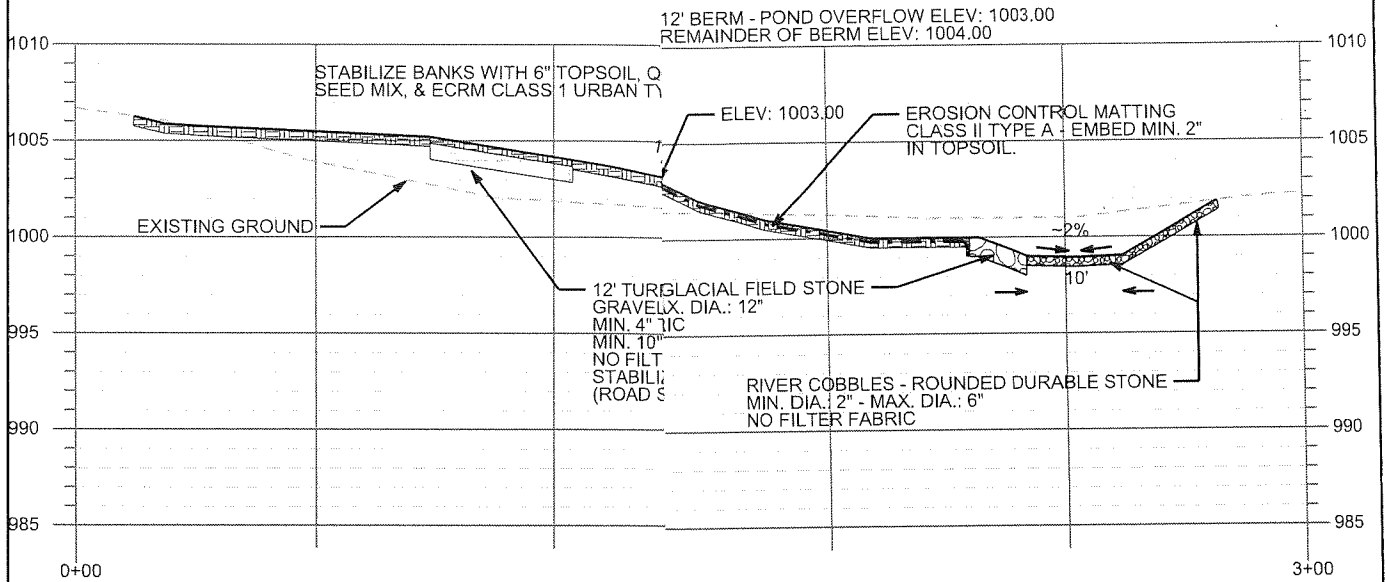 12' BERM - POND OVERFLOW ELEV: 1003.00
REMAINDER OF BERM ELEV: 1004.00
1010
1010
STABILIZE BANKS WITH 6" TOPSOIL, Q
SEED MIX, & ECRM CLASS 1 URBAN TY
ELEV: 1003.00
EROSION CONTROL MATTING
CLASS II TYPE A - EMBED MIN. 2"
IN TOPSOIL.
1005
1005
1
EXISTING GROUND
~2%
1000
1000
10'
12' TURF
GRAVEL
MIN. 4"
MIN. 10"
NO FILT
STABILIZ
(ROAD S
GLACIAL FIELD STONE
X. DIA.: 12"
RIC
995
995
RIVER COBBLES - ROUNDED DURABLE STONE
MIN. DIA.: 2" - MAX. DIA.: 6"
NO FILTER FABRIC
990
990
985
985
0+00
3+00